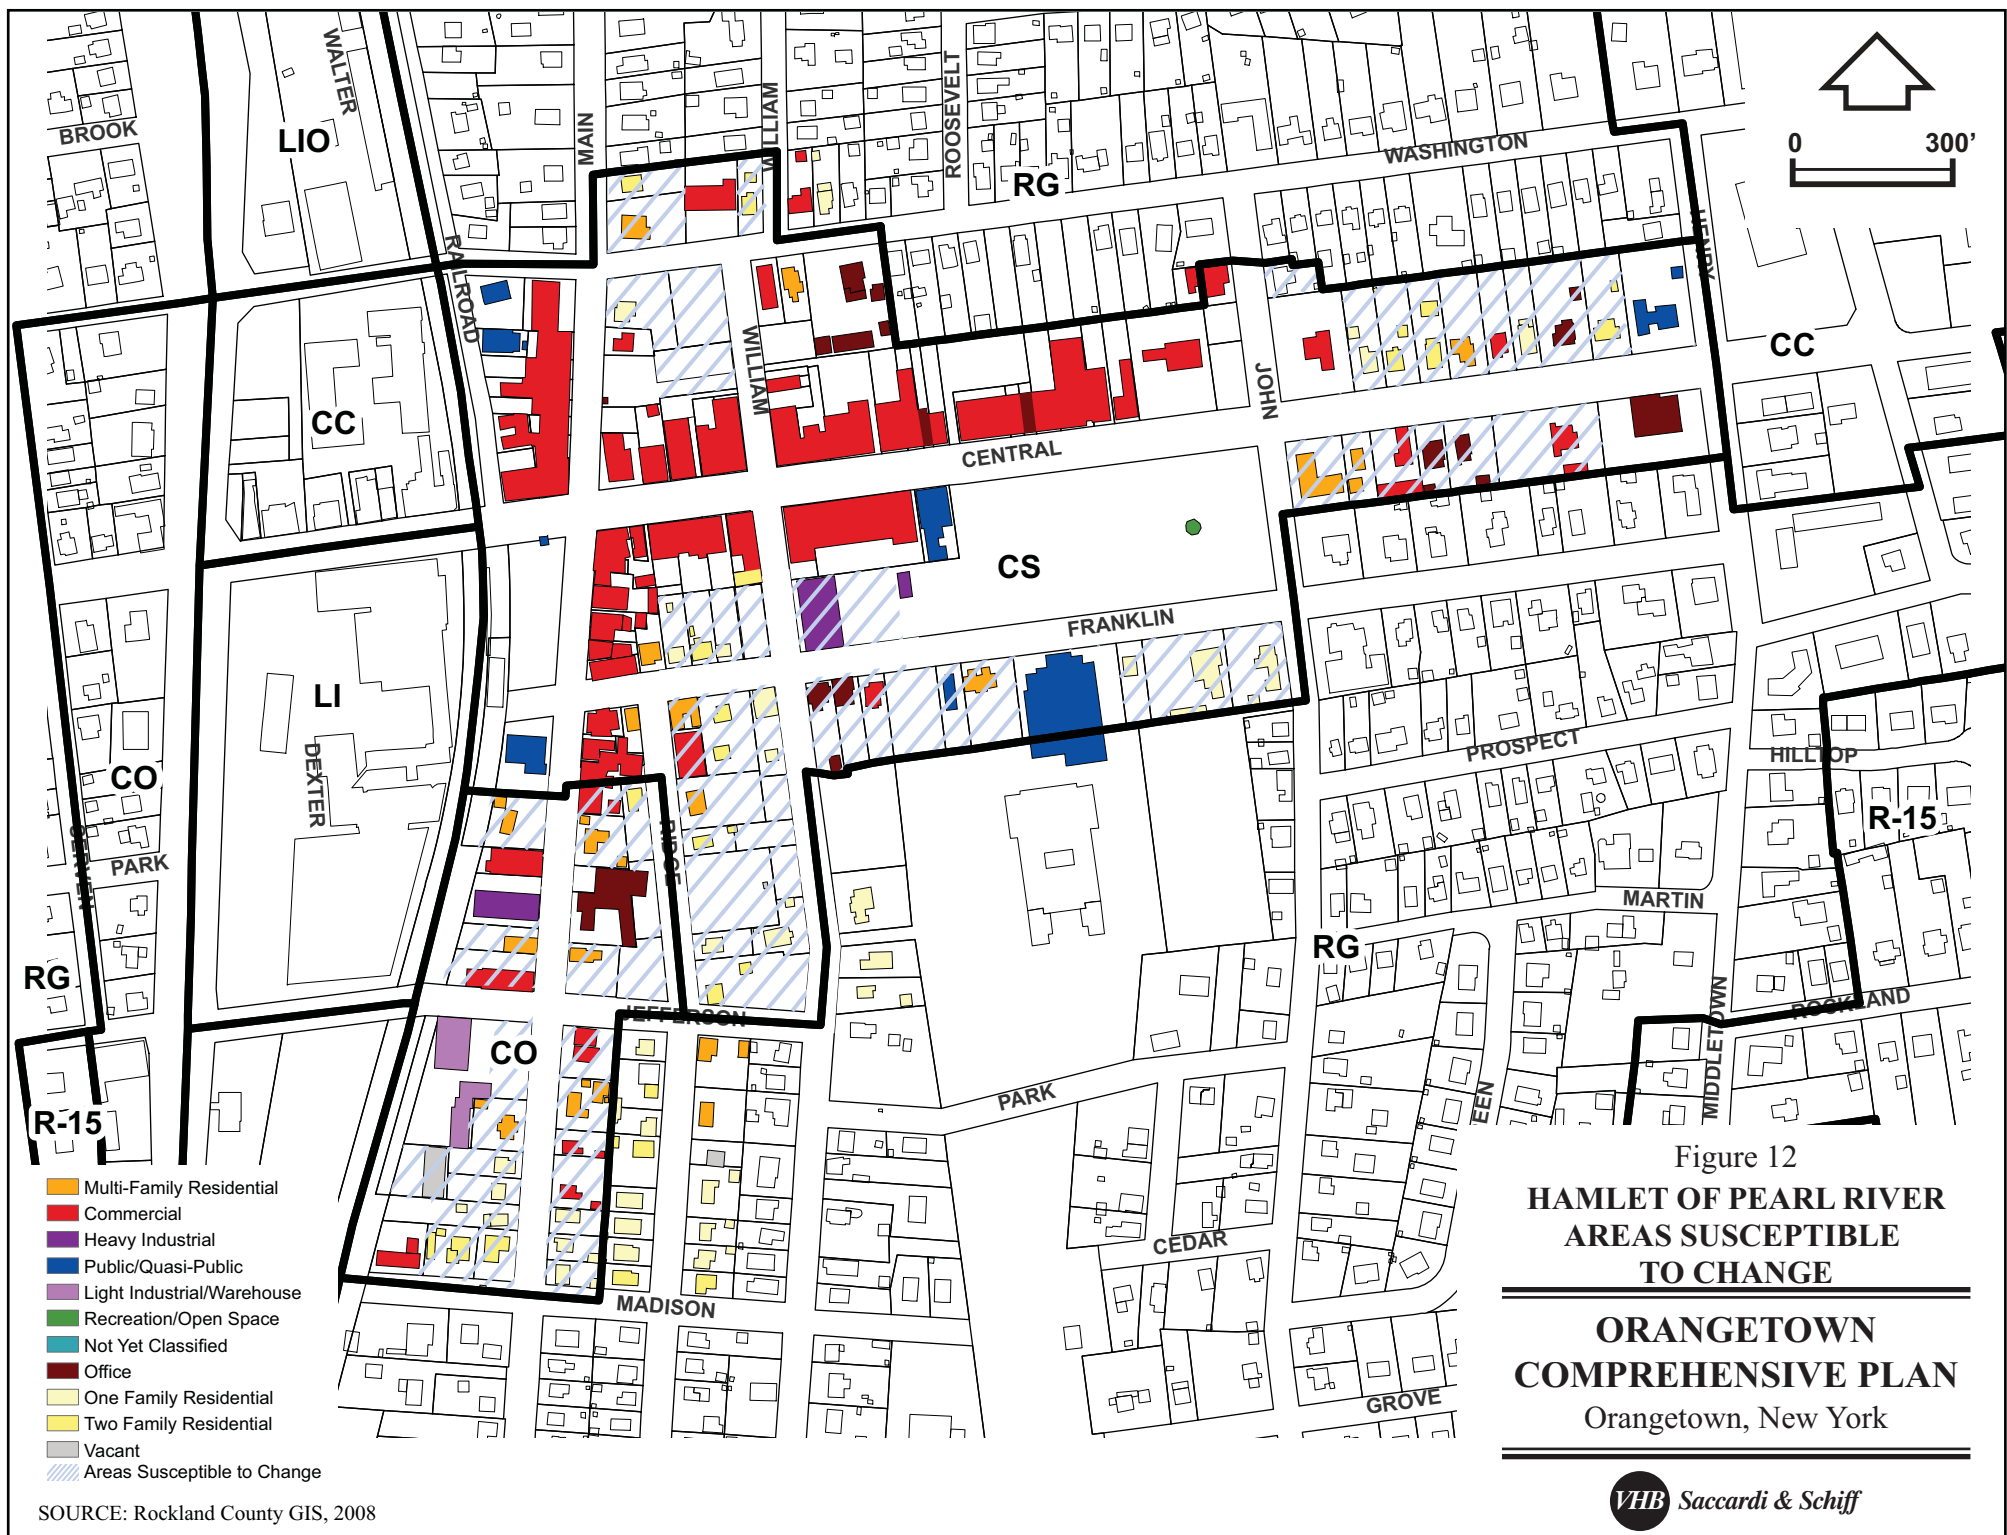 WALTER
BROOK
LIO
MAIN
WILLIAM
ROOSEVELT
RG
WASHINGTON
0 300’
HENRY
RAILROAD
CC
CC
WILLIAM
JOHN
CENTRAL
CS
FRANKLIN
LI
DEXTER
CO
SERVEN
PARK
RIDGE
PROSPECT
HILLTOP
R-15
MARTIN
RG
RG
MIDDLETOWN
ROCKLAND
JEFFERSON
CO
PARK
EEN
R-15
CEDAR
MADISON
GROVE
Multi-Family Residential
Commercial
Heavy Industrial
Public/Quasi-Public
Light Industrial/Warehouse
Recreation/Open Space
Not Yet Classified
Office
One Family Residential
Two Family Residential
Vacant
Areas Susceptible to Change
SOURCE: Rockland County GIS, 2008
Figure 12
HAMLET OF PEARL RIVER
AREAS SUSCEPTIBLE
TO CHANGE
ORANGETOWN
COMPREHENSIVE PLAN
Orangetown, New York
VHB Saccardi & Schiff